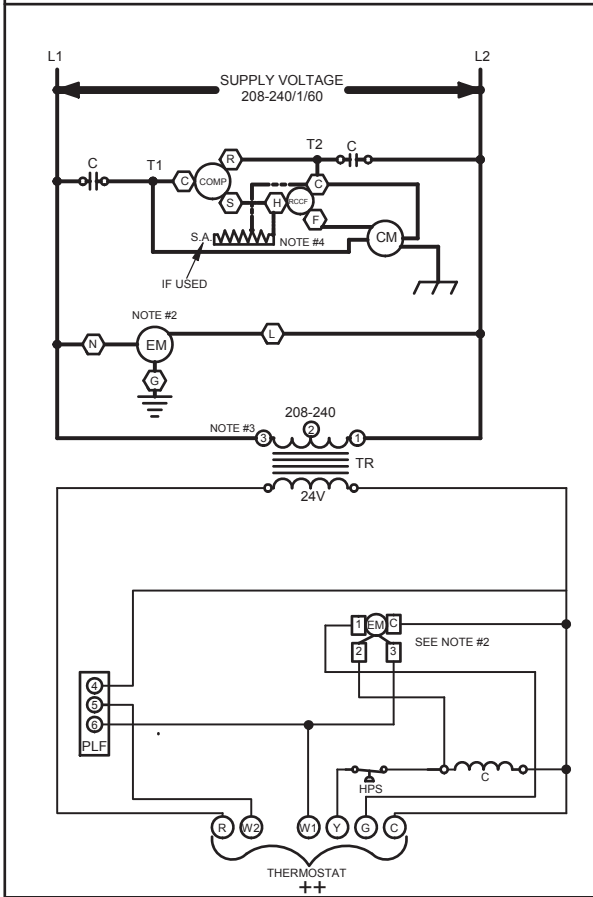 L1 L2
SUPPLY VOLTAGE
208-240/1/60
C T1 C COMP R T2 C
S H RCCF C
F
S.A. NOTE #4 CM
IF USED
NOTE #2
N EM L
G
208-240
NOTE #3 3 2 1
TR
24V
1 EM C
2 3 SEE NOTE #2
4
5
6
PLF
HPS C
R W2 W1 Y G C
THERMOSTAT
++